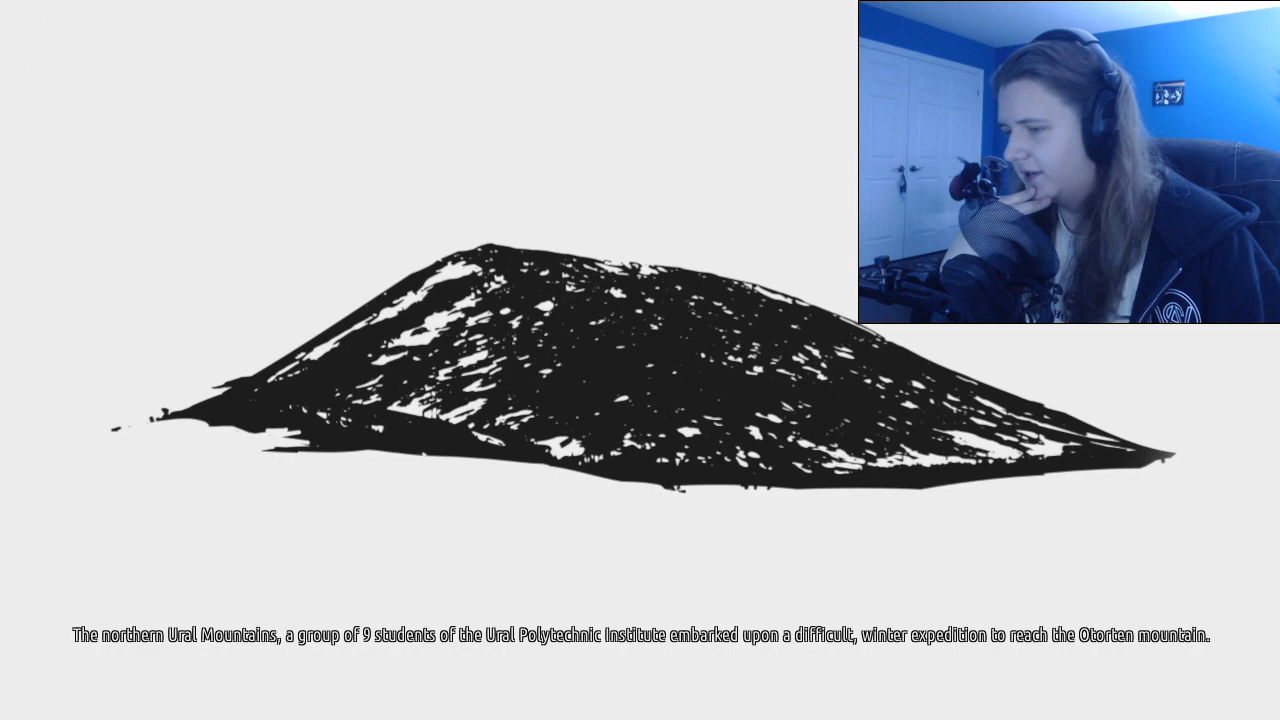 The northern Ural Mountains, a group of 9 students of the Ural Polytechnic Institute embarked upon a difficult, winter expedition to reach the Otorten mountain.